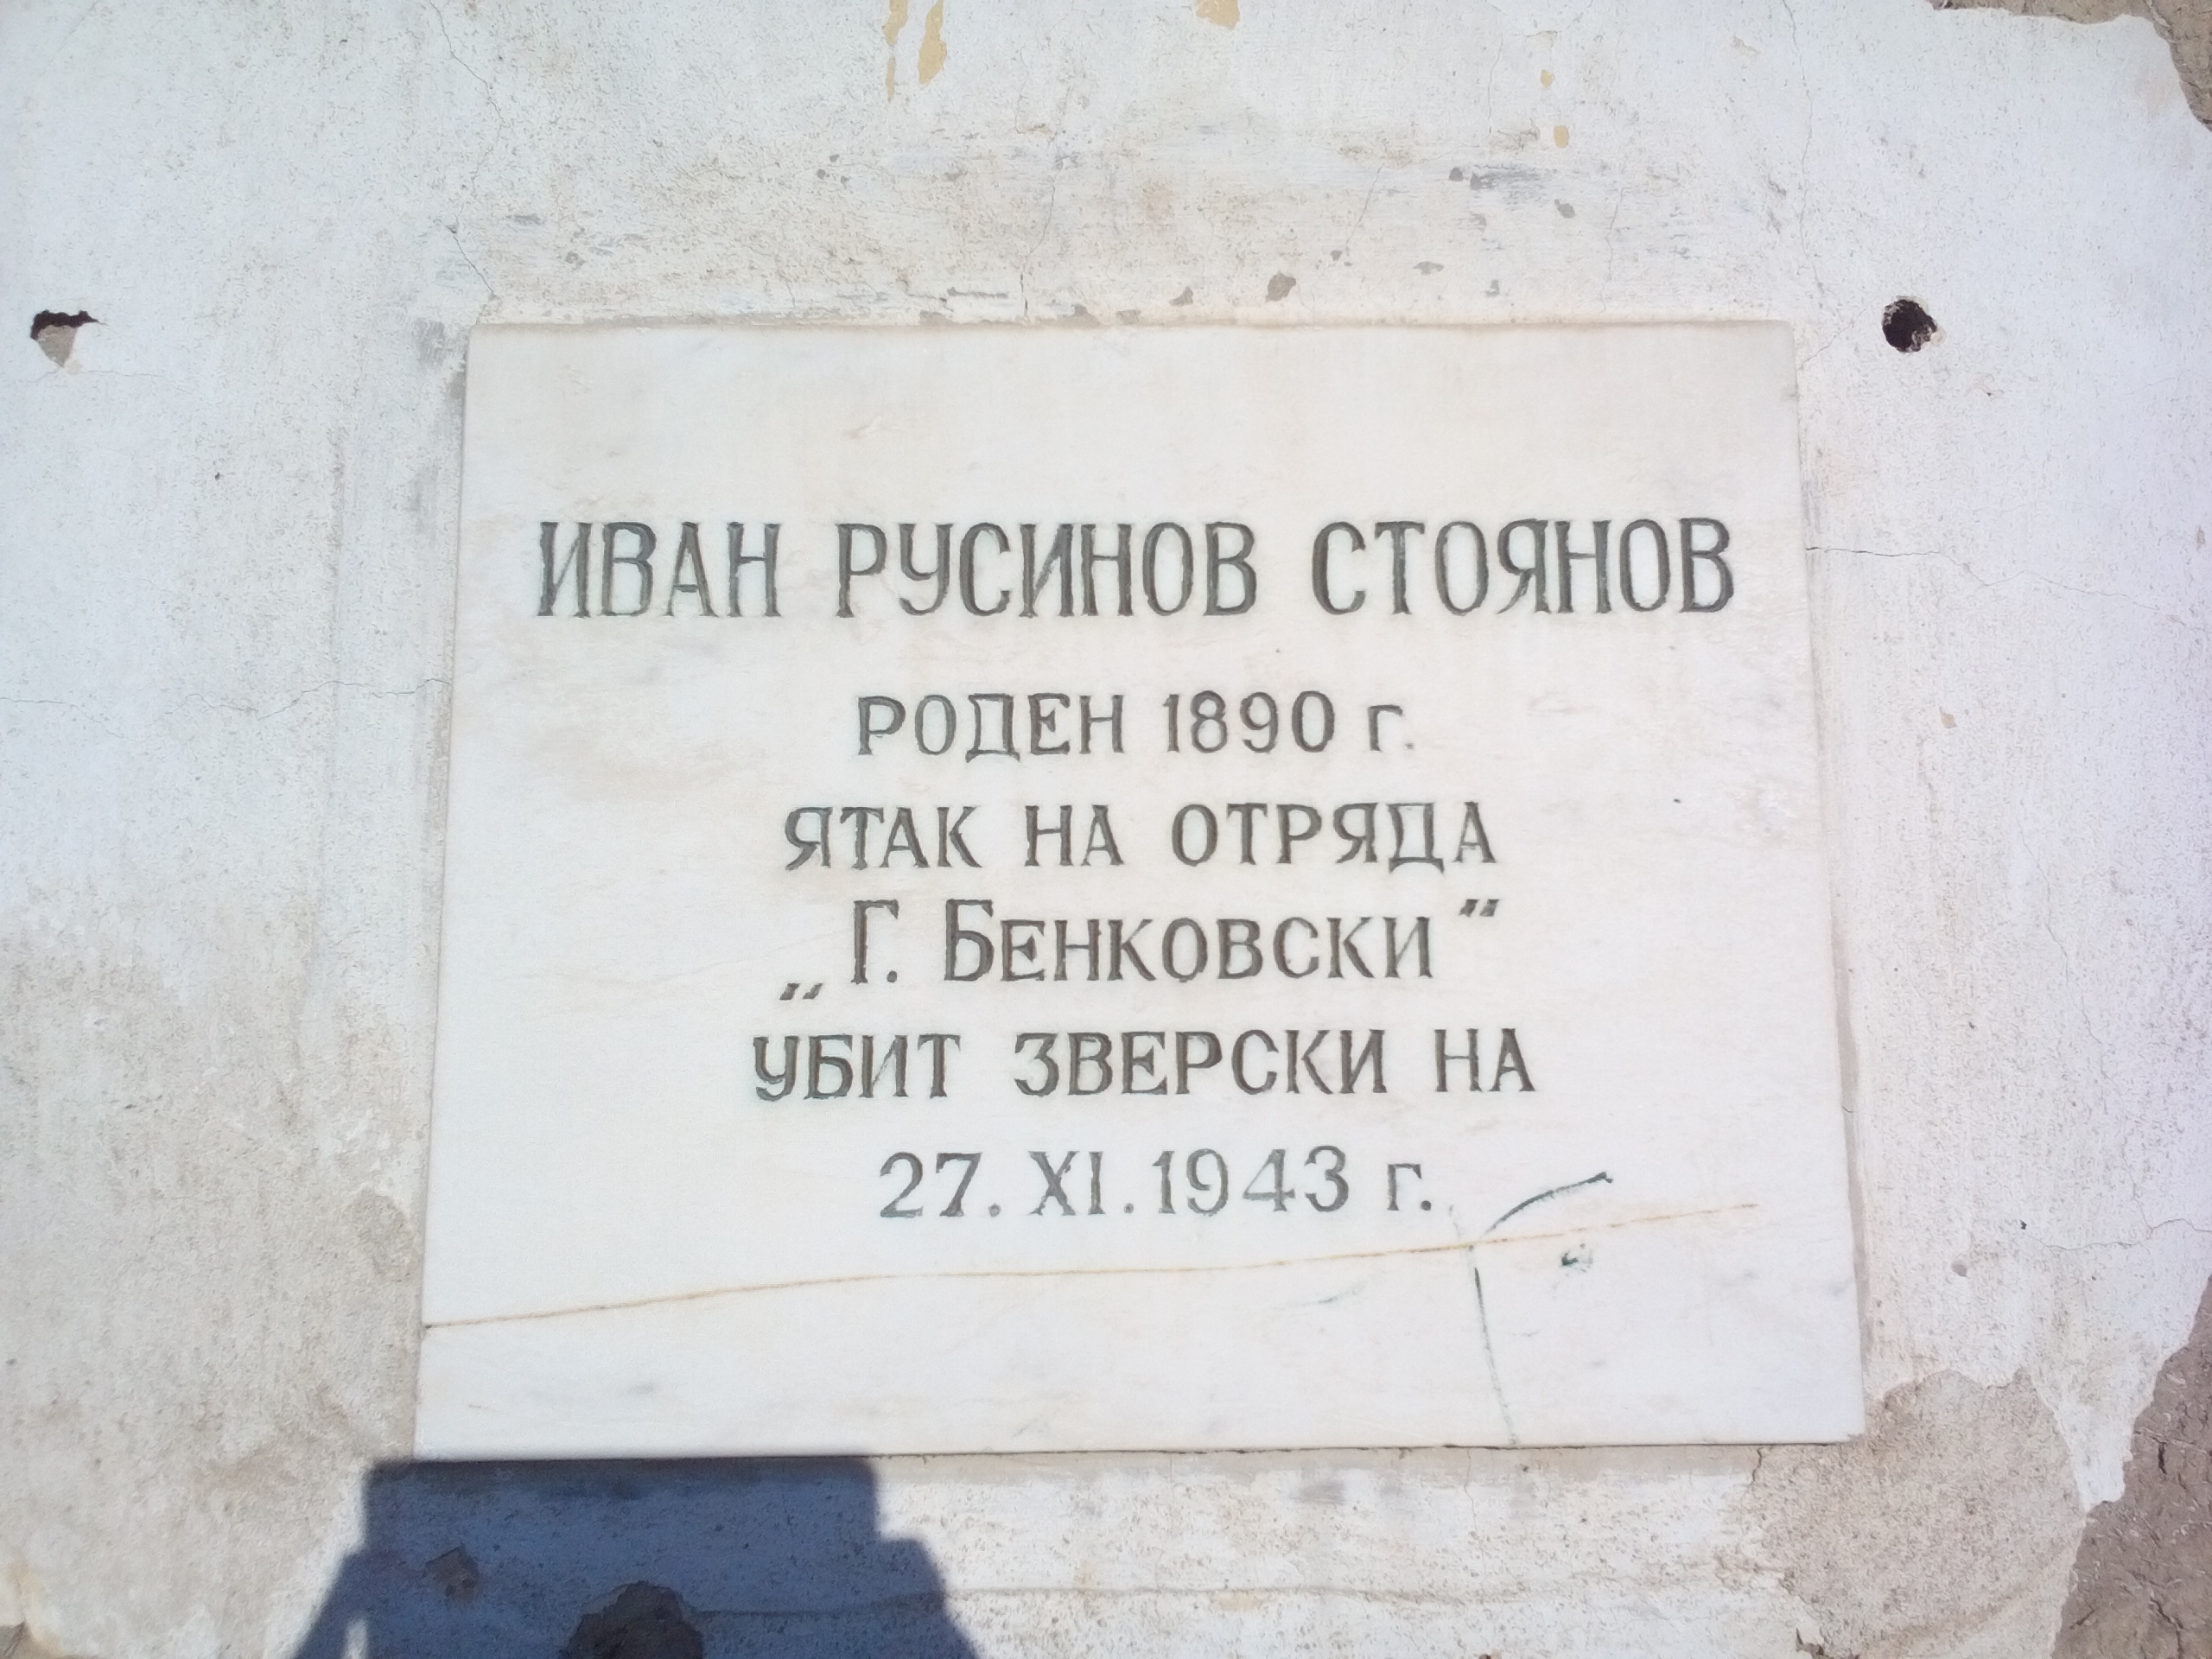 ИВАН РУСИНОВ СТОЯНОВ
РОДЕН 1890 г.
ЯТАК НА ОТРЯДА
„Г. БЕНКОВСКИ"
УБИТ ЗВЕРСКИ НА
27. XI. 1943 г.